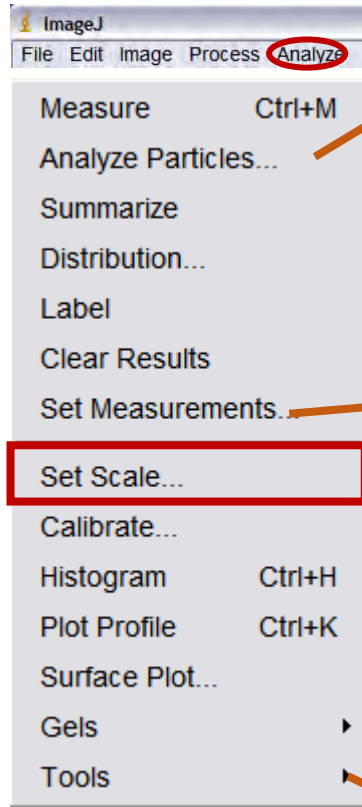 ImageJ
File Edit Image Process Analyze
Measure Ctrl+M
Analyze Particles...
Summarize
Distribution...
Label
Clear Results
Set Measurements...
Set Scale...
Calibrate...
Histogram Ctrl+H
Plot Profile Ctrl+K
Surface Plot...
Gels
Tools